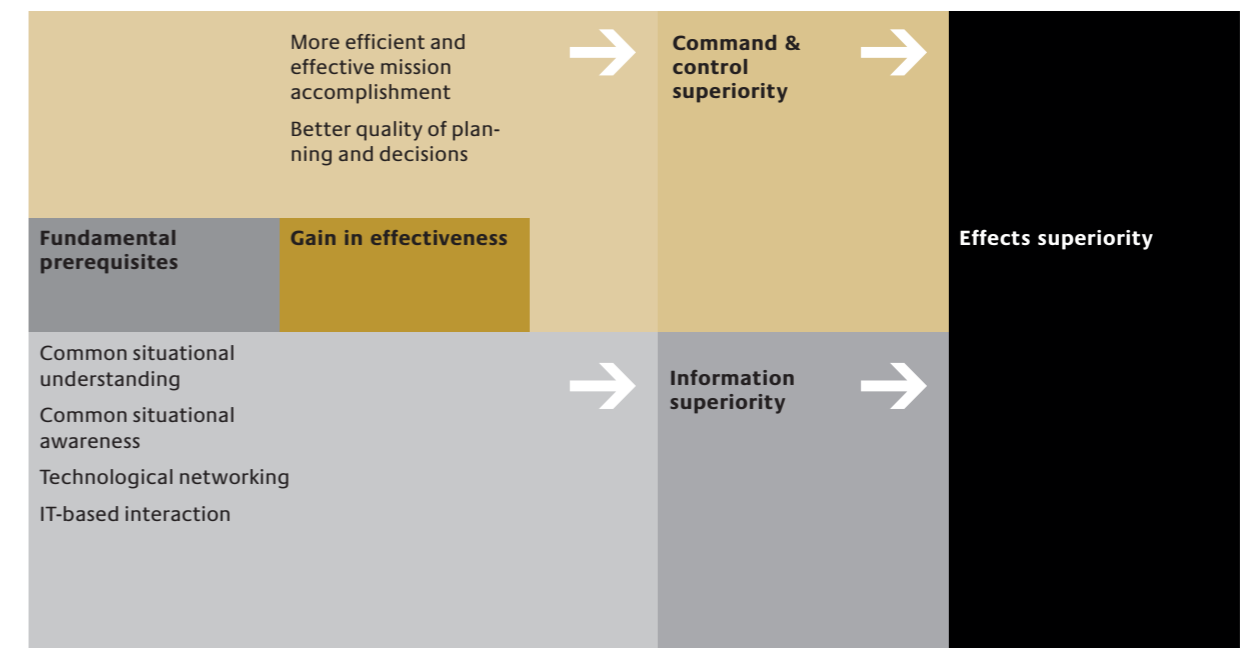 More efficient and
effective mission
accomplishment
Better quality of plan-
ning and decisions
Command &
control
superiority
Fundamental
prerequisites
Gain in effectiveness
Effects superiority
Common situational
understanding
Common situational
awareness
Technological networking
IT-based interaction
Information
superiority